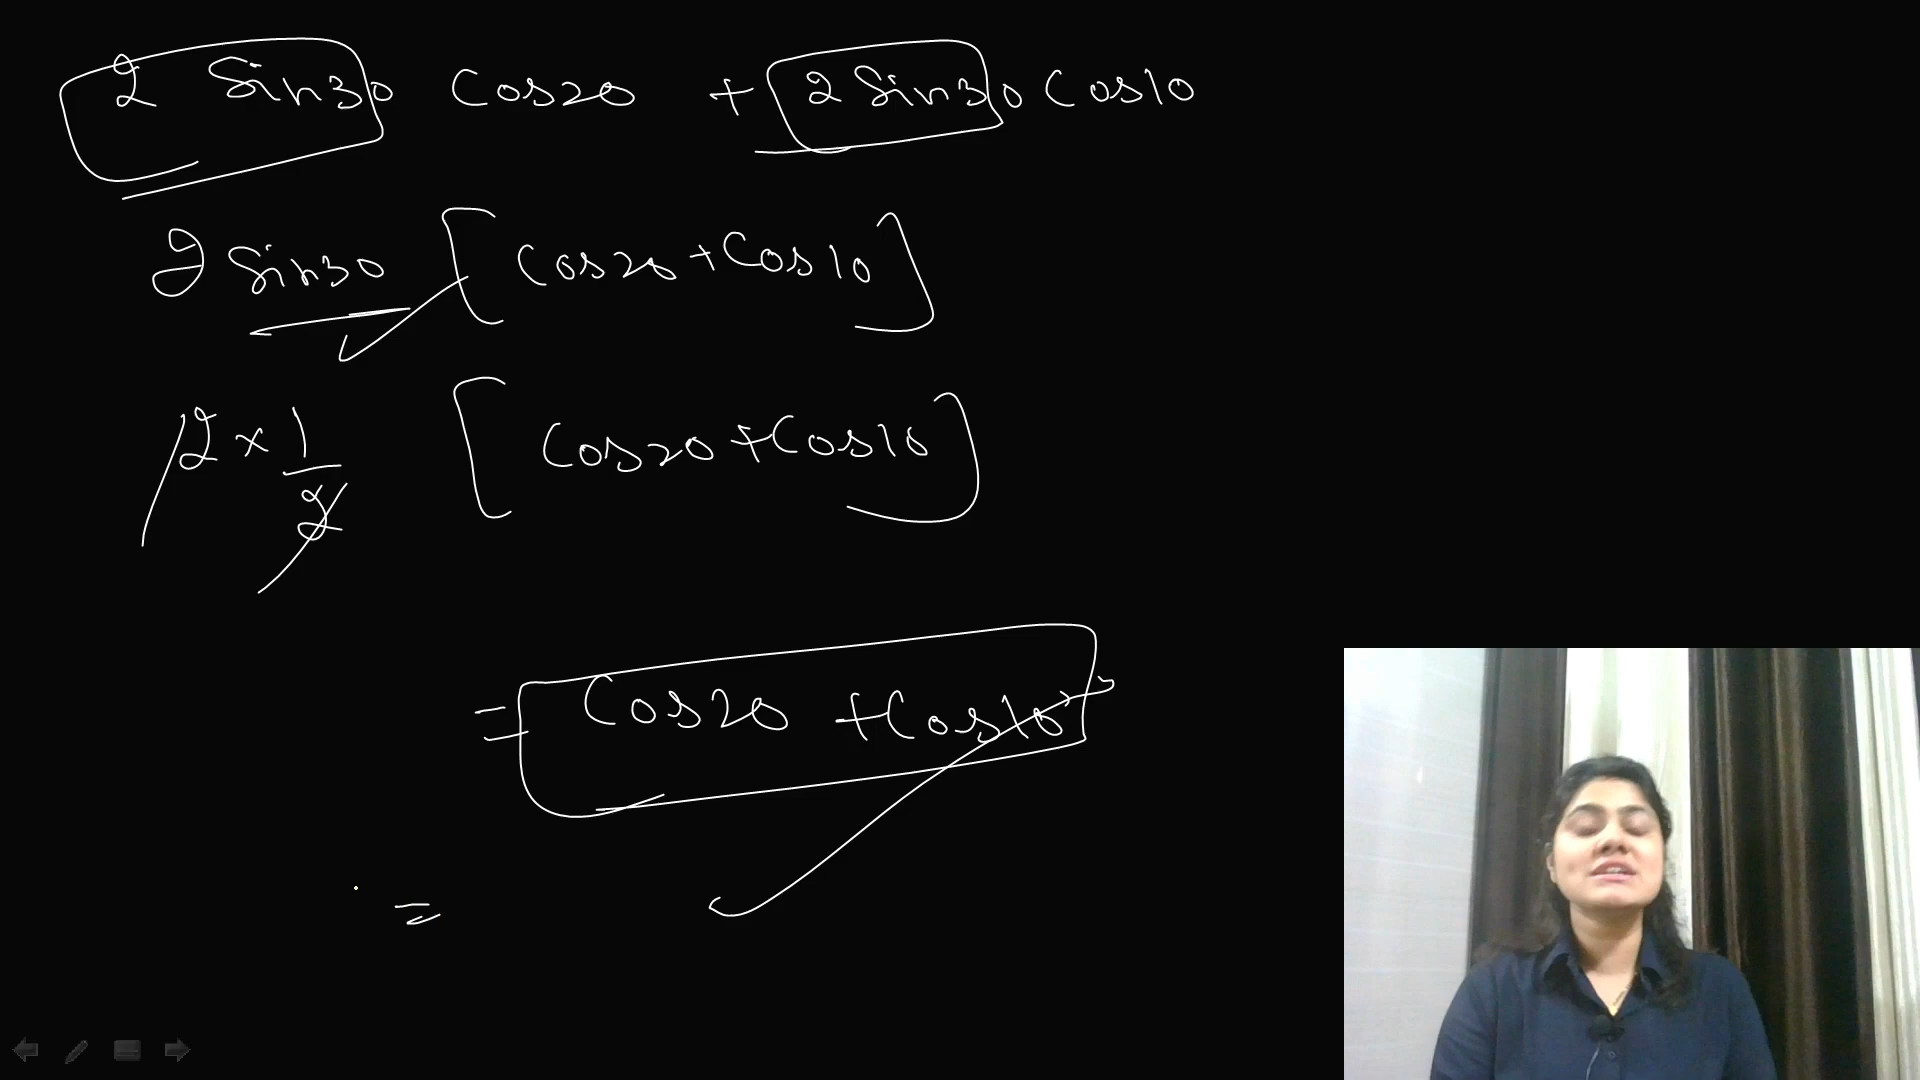 2 Sin30 Cos20 + 2 Sin30 Cos10
2 Sin30 [Cos20 + Cos10]
2 × 1/2 [Cos20 + Cos10]
= Cos20 + Cos10
=